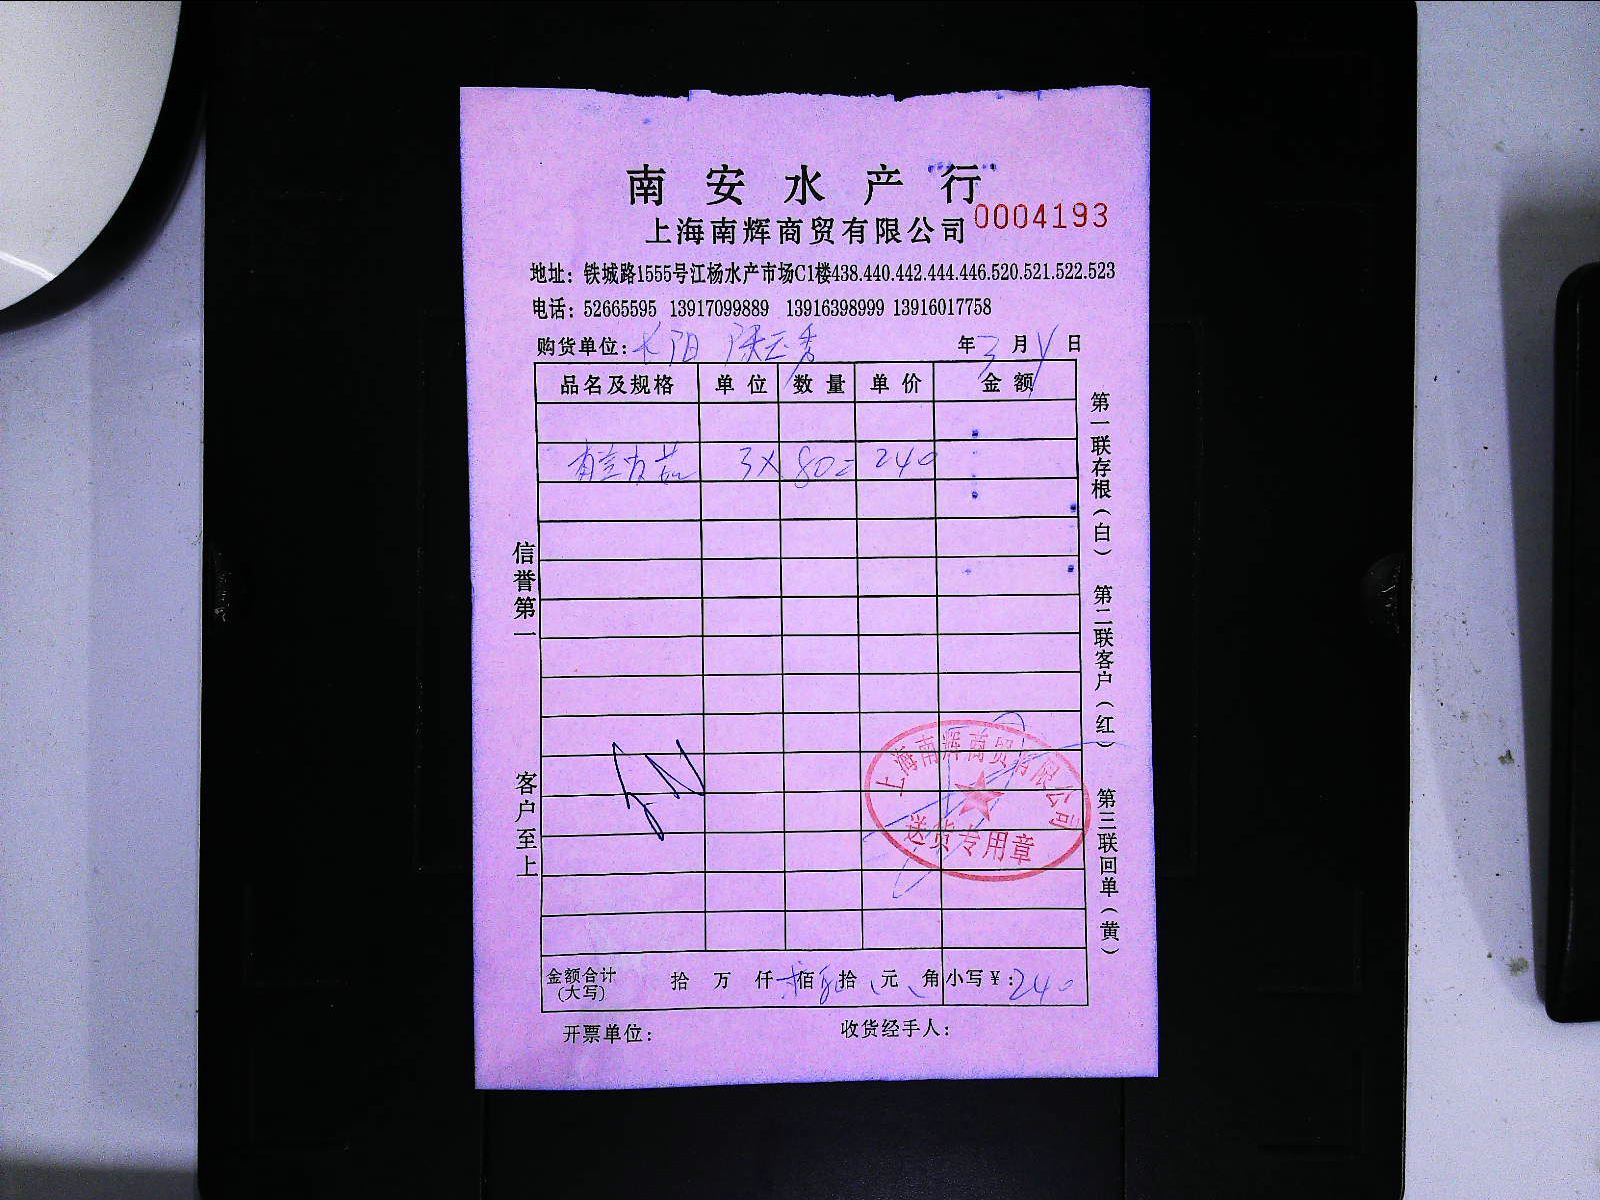 南安水产行
上海南辉商贸有限公司 0004193
地址：铁城路1555号江杨水产市场C1楼438.440.442.444.446.520.521.522.523
电话：52665595 13917099889 13916398999 13916017758
购货单位：长阳 陈玉秀 年3月 日
品名及规格 单位 数量 单价 金额
3× 80= 240
信誉第一 客户至上
第一联存根（白） 第二联客户（红） 第三联回单（黄）
上海南辉商贸有限公司
送货专用章
金额合计（大写） 拾 万 仟 佰 拾 元 角 小写￥：240
开票单位： 收货经手人：